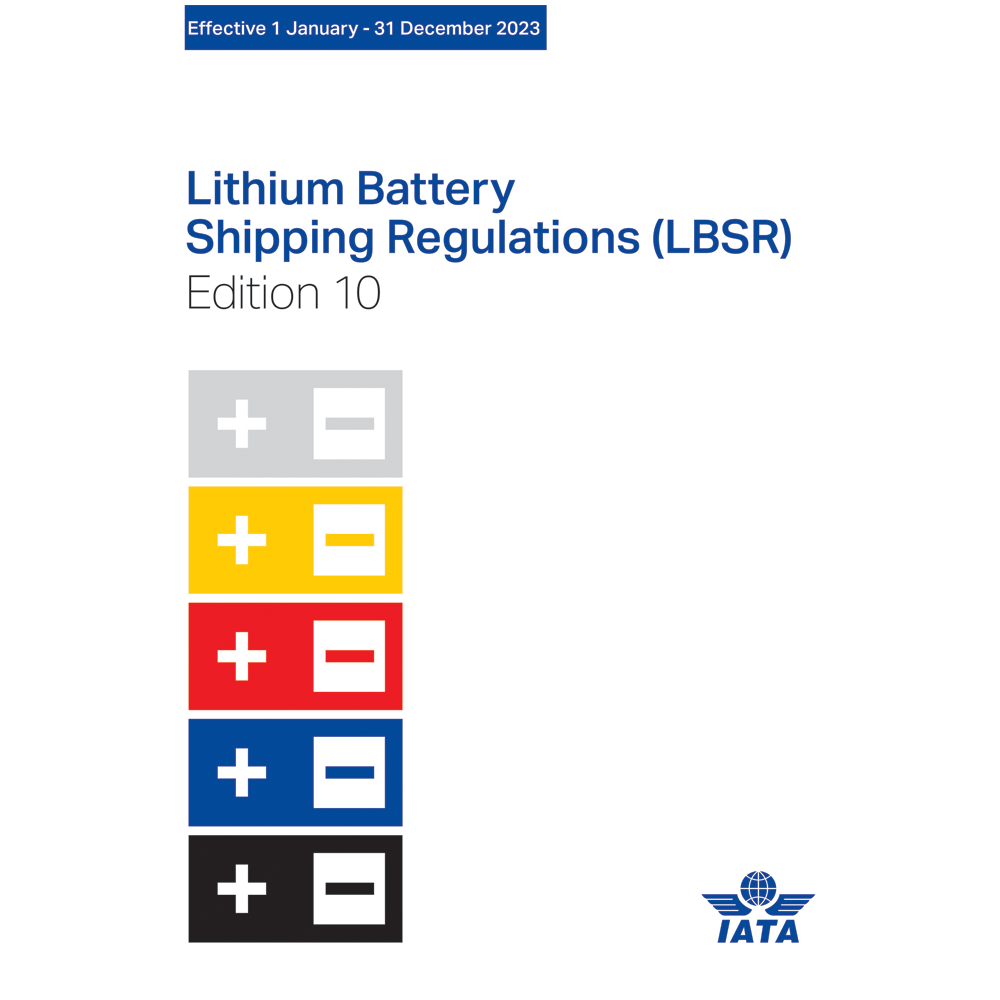 Effective 1 January - 31 December 2023
Lithium Battery
Shipping Regulations (LBSR)
Edition 10
IATA